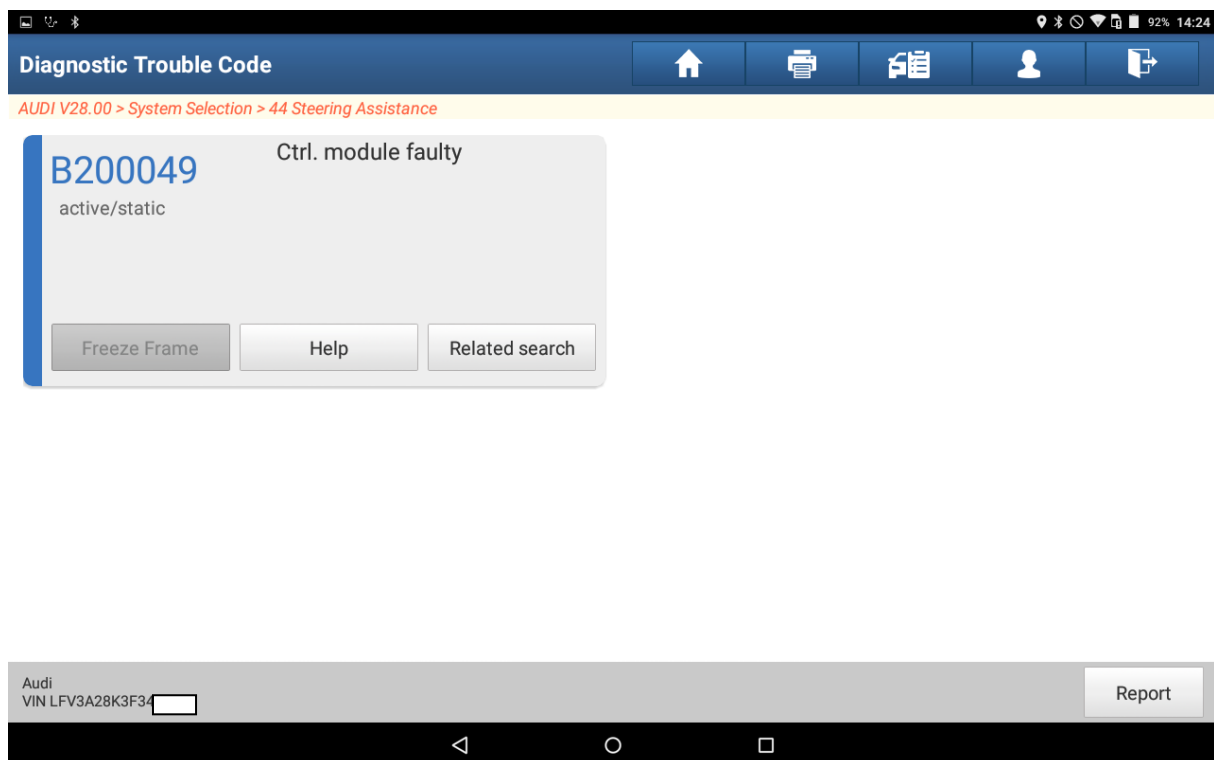 92% 14:24
Diagnostic Trouble Code
AUDI V28.00 > System Selection > 44 Steering Assistance
B200049
Ctrl. module faulty
active/static
Freeze Frame
Help
Related search
Audi
VIN LFV3A28K3F34
Report